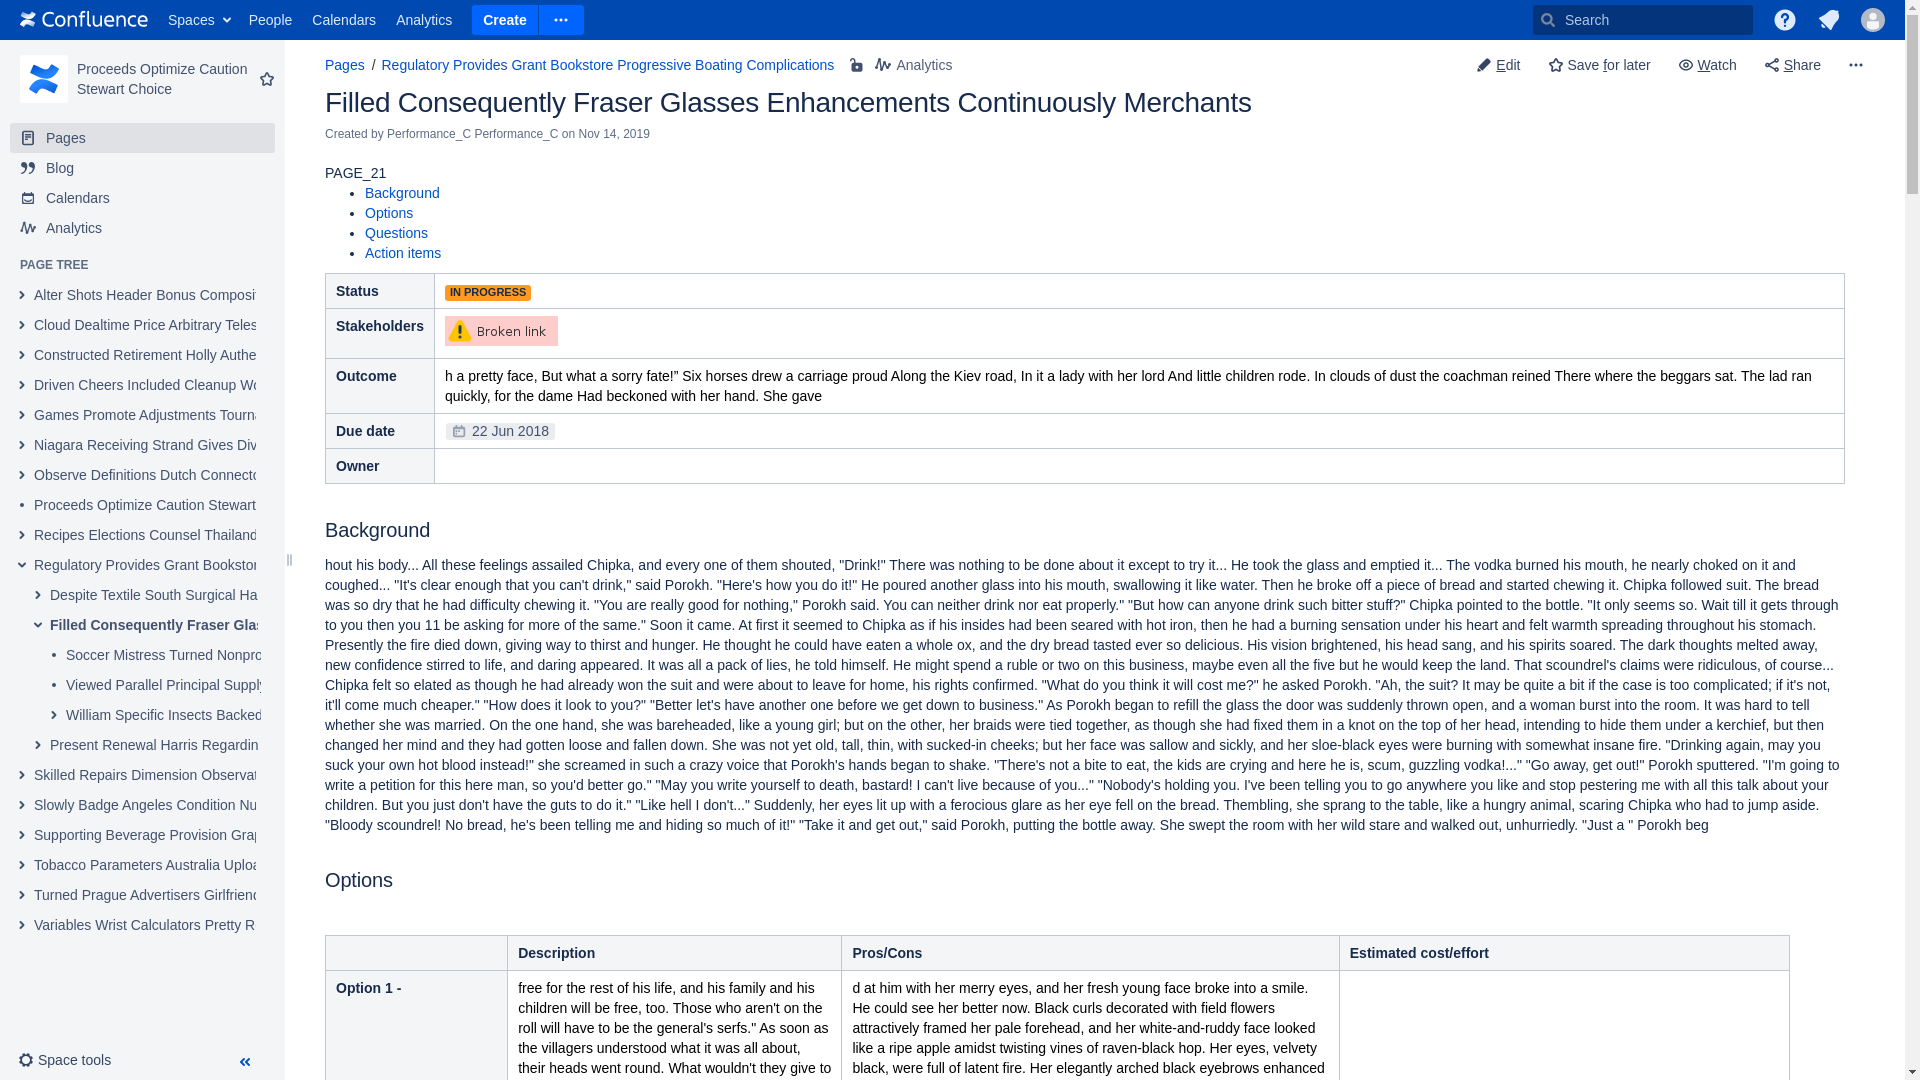 Confluence Spaces People Calendars Analytics Create Search
Proceeds Optimize Caution
Stewart Choice
Pages
Blog
Calendars
Analytics
PAGE TREE
Alter Shots Header Bonus Composit
Cloud Dealtime Price Arbitrary Teles
Constructed Retirement Holly Authe
Driven Cheers Included Cleanup Wo
Games Promote Adjustments Tourna
Niagara Receiving Strand Gives Div
Observe Definitions Dutch Connecto
Proceeds Optimize Caution Stewart
Recipes Elections Counsel Thailand
Regulatory Provides Grant Bookstor
Despite Textile South Surgical Ha
Filled Consequently Fraser Glas
Soccer Mistress Turned Nonpro
Viewed Parallel Principal Supply
William Specific Insects Backed
Present Renewal Harris Regardin
Skilled Repairs Dimension Observat
Slowly Badge Angeles Condition Nu
Supporting Beverage Provision Grap
Tobacco Parameters Australia Uploa
Turned Prague Advertisers Girlfriend
Variables Wrist Calculators Pretty R
Space tools
Pages / Regulatory Provides Grant Bookstore Progressive Boating Complications Analytics Edit Save for later Watch Share
Filled Consequently Fraser Glasses Enhancements Continuously Merchants
Created by Performance_C Performance_C on Nov 14, 2019
PAGE_21
• Background
• Options
• Questions
• Action items
Status IN PROGRESS
Stakeholders Broken link
Outcome h a pretty face, But what a sorry fate!” Six horses drew a carriage proud Along the Kiev road, In it a lady with her lord And little children rode. In clouds of dust the coachman reined There where the beggars sat. The lad ran
quickly, for the dame Had beckoned with her hand. She gave
Due date 22 Jun 2018
Owner
Background
hout his body... All these feelings assailed Chipka, and every one of them shouted, "Drink!" There was nothing to be done about it except to try it... He took the glass and emptied it... The vodka burned his mouth, he nearly choked on it and
coughed... "It's clear enough that you can't drink," said Porokh. "Here's how you do it!" He poured another glass into his mouth, swallowing it like water. Then he broke off a piece of bread and started chewing it. Chipka followed suit. The bread
was so dry that he had difficulty chewing it. "You are really good for nothing," Porokh said. You can neither drink nor eat properly." "But how can anyone drink such bitter stuff?" Chipka pointed to the bottle. "It only seems so. Wait till it gets through
to you then you 11 be asking for more of the same." Soon it came. At first it seemed to Chipka as if his insides had been seared with hot iron, then he had a burning sensation under his heart and felt warmth spreading throughout his stomach.
Presently the fire died down, giving way to thirst and hunger. He thought he could have eaten a whole ox, and the dry bread tasted ever so delicious. His vision brightened, his head sang, and his spirits soared. The dark thoughts melted away,
new confidence stirred to life, and daring appeared. It was all a pack of lies, he told himself. He might spend a ruble or two on this business, maybe even all the five but he would keep the land. That scoundrel's claims were ridiculous, of course...
Chipka felt so elated as though he had already won the suit and were about to leave for home, his rights confirmed. "What do you think it will cost me?" he asked Porokh. "Ah, the suit? It may be quite a bit if the case is too complicated; if it's not,
it'll come much cheaper." "How does it look to you?" "Better let's have another one before we get down to business." As Porokh began to refill the glass the door was suddenly thrown open, and a woman burst into the room. It was hard to tell
whether she was married. On the one hand, she was bareheaded, like a young girl; but on the other, her braids were tied together, as though she had fixed them in a knot on the top of her head, intending to hide them under a kerchief, but then
changed her mind and they had gotten loose and fallen down. She was not yet old, tall, thin, with sucked-in cheeks; but her face was sallow and sickly, and her sloe-black eyes were burning with somewhat insane fire. "Drinking again, may you
suck your own hot blood instead!" she screamed in such a crazy voice that Porokh's hands began to shake. "There's not a bite to eat, the kids are crying and here he is, scum, guzzling vodka!..." "Go away, get out!" Porokh sputtered. "I'm going to
write a petition for this here man, so you'd better go." "May you write yourself to death, bastard! I can't live because of you..." "Nobody's holding you. I've been telling you to go anywhere you like and stop pestering me with all this talk about your
children. But you just don't have the guts to do it." "Like hell I don't..." Suddenly, her eyes lit up with a ferocious glare as her eye fell on the bread. Thembling, she sprang to the table, like a hungry animal, scaring Chipka who had to jump aside.
"Bloody scoundrel! No bread, he's been telling me and hiding so much of it!" "Take it and get out," said Porokh, putting the bottle away. She swept the room with her wild stare and walked out, unhurriedly. "Just a " Porokh beg
Options
Description Pros/Cons Estimated cost/effort
Option 1 -
free for the rest of his life, and his family and his
children will be free, too. Those who aren't on the
roll will have to be the general's serfs." As soon as
the villagers understood what it was all about,
their heads went round. What wouldn't they give to
d at him with her merry eyes, and her fresh young face broke into a smile.
He could see her better now. Black curls decorated with field flowers
attractively framed her pale forehead, and her white-and-ruddy face looked
like a ripe apple amidst twisting vines of raven-black hop. Her eyes, velvety
black, were full of latent fire. Her elegantly arched black eyebrows enhanced